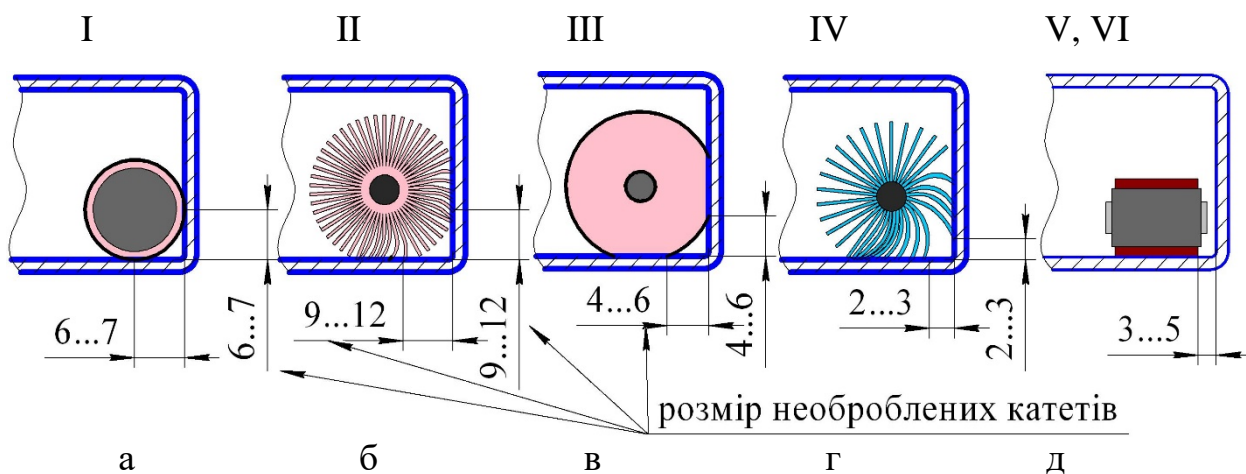 I II III IV V, VI
6...7 6...7 9...12 9...12 4...6 4...6 2...3 2...3 3...5
розмір необроблених катетів
а б в г д